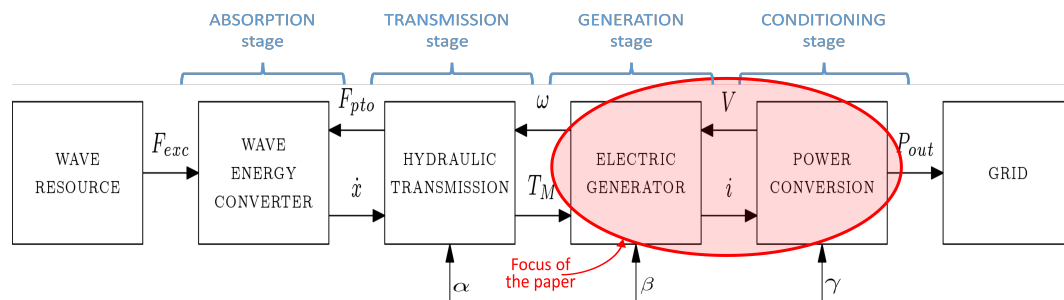 ABSORPTION
stage
TRANSMISSION
stage
GENERATION
stage
CONDITIONING
stage
WAVE
RESOURCE
F_exc
WAVE
ENERGY
CONVERTER
F_pto
ẋ
HYDRAULIC
TRANSMISSION
ω
T_M
ELECTRIC
GENERATOR
V
i
POWER
CONVERSION
P_out
GRID
Focus of
the paper
α
β
γ